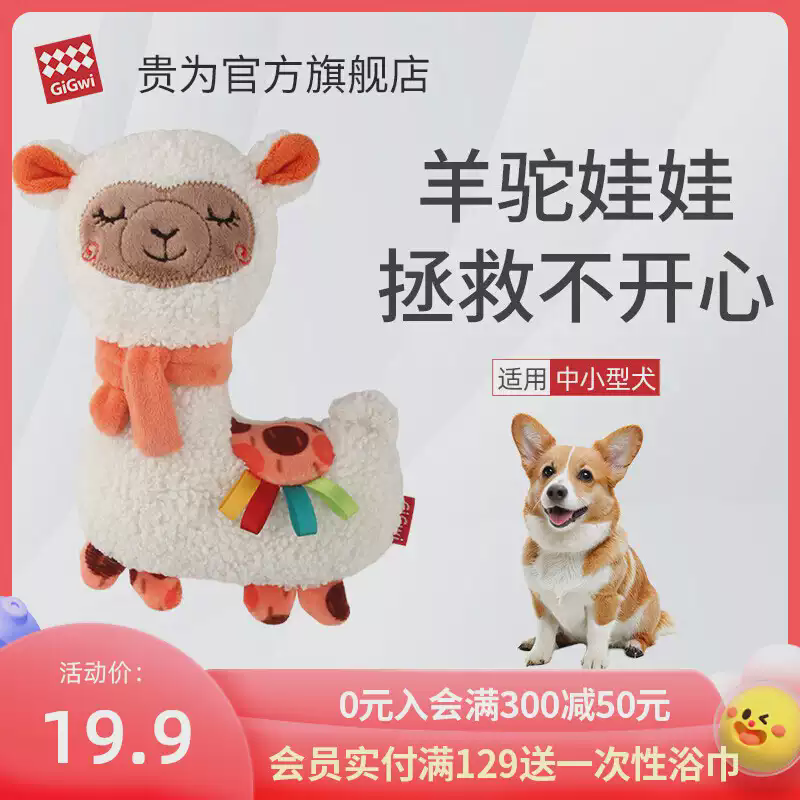 GiGwi
贵为官方旗舰店
羊驼娃娃
拯救不开心
适用 中小型犬
GiGwi
活动价:
19.9
0元入会满300减50元
会员实付满129送一次性浴巾